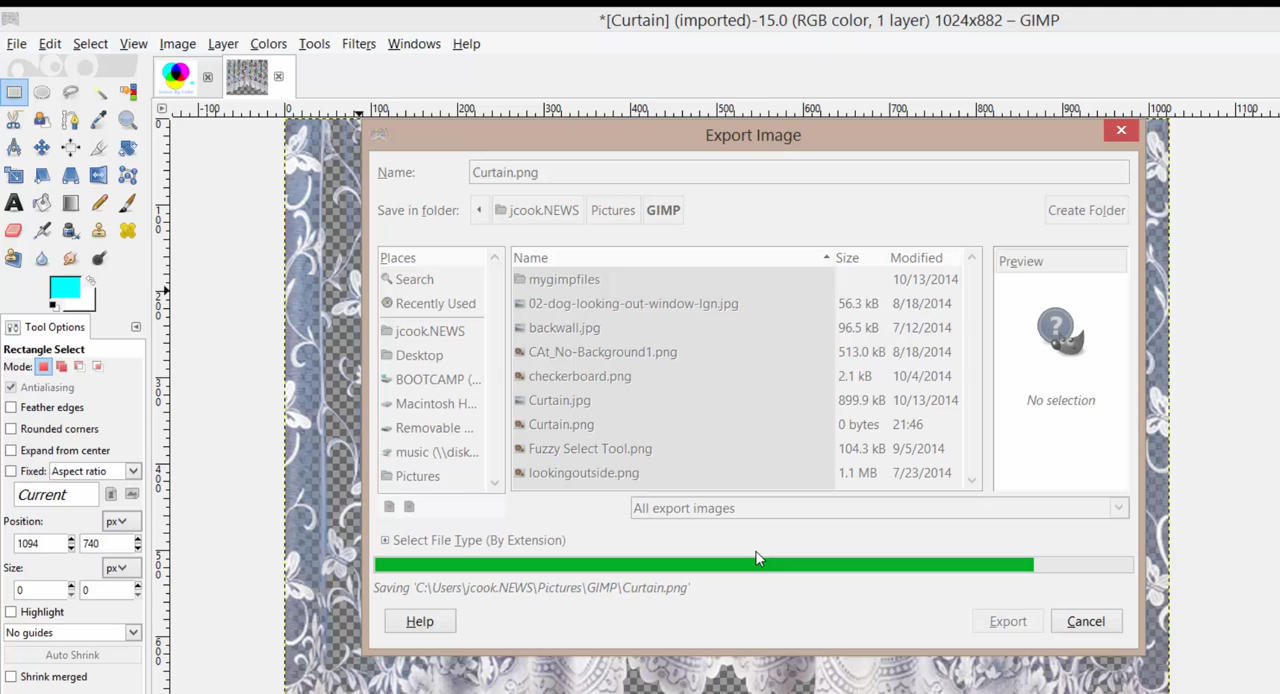 *[Curtain] (imported)-15.0 (RGB color, 1 layer) 1024x882 – GIMP
File Edit Select View Image Layer Colors Tools Filters Windows Help
-100 0 100 200 300 400 500 600 700 800 900 1000 1100
0
100
200
300
400
500
600
Export Image
Name: Curtain.png
Save in folder: jcook.NEWS Pictures GIMP Create Folder
Places Name Size Modified Preview
Search mygimpfiles 10/13/2014
Recently Used 02-dog-looking-out-window-lgn.jpg 56.3 kB 8/18/2014
jcook.NEWS backwall.jpg 96.5 kB 7/12/2014
Desktop CAt_No-Background1.png 513.0 kB 8/18/2014
BOOTCAMP (... checkerboard.png 2.1 kB 10/4/2014
Macintosh H... Curtain.jpg 899.9 kB 10/13/2014 No selection
Removable ... Curtain.png 0 bytes 21:46
music (\\disk... Fuzzy Select Tool.png 104.3 kB 9/5/2014
Pictures lookingoutside.png 1.1 MB 7/23/2014
All export images
Select File Type (By Extension)
Saving 'C:\Users\jcook.NEWS\Pictures\GIMP\Curtain.png'
Help Export Cancel
Tool Options
Rectangle Select
Mode:
Antialiasing
Feather edges
Rounded corners
Expand from center
Fixed: Aspect ratio
Current
Position: px
1094 740
Size: px
0 0
Highlight
No guides
Auto Shrink
Shrink merged